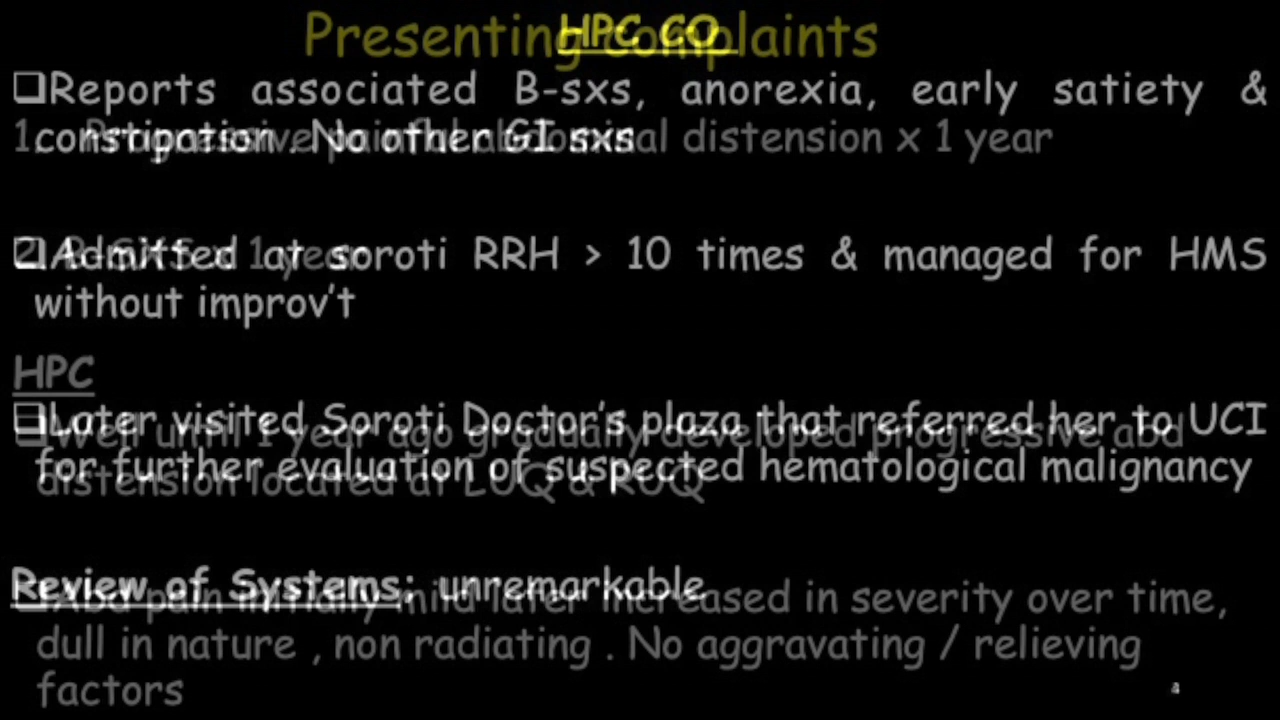 Presenting complaints
1. Progressive painful abdominal distension x 1 year
2. B-SXS x 1 year
HPC
Well until 1 year ago gradually developed progressive abd
distension located at LUQ & RUQ
Abd pain initially mild later increased in severity over time,
dull in nature , non radiating . No aggravating / relieving
factors
HPC CO
Reports associated B-sxs, anorexia, early satiety &
constipation . No other GI sxs
Admitted at soroti RRH > 10 times & managed for HMS
without improv't
Later visited Soroti Doctor's plaza that referred her to UCI
for further evaluation of suspected hematological malignancy
Review of Systems; unremarkable